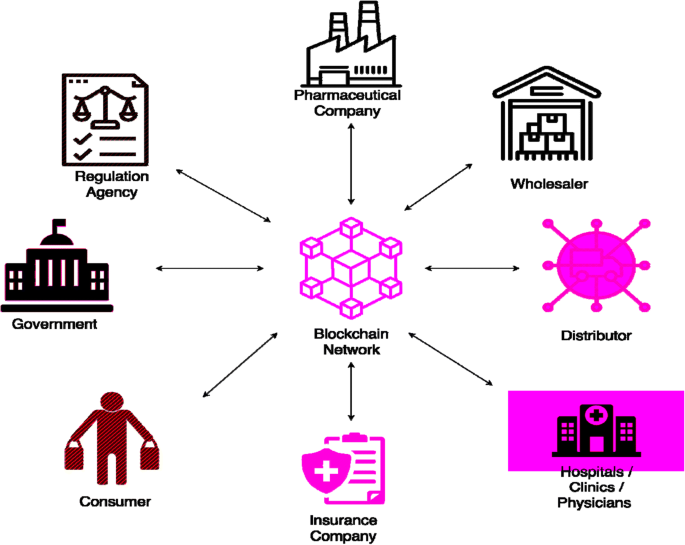 Pharmaceutical
Company
Regulation
Agency
Wholesaler
Government
Blockchain
Network
Distributor
Consumer
Insurance
Company
Hospitals /
Clinics /
Physicians